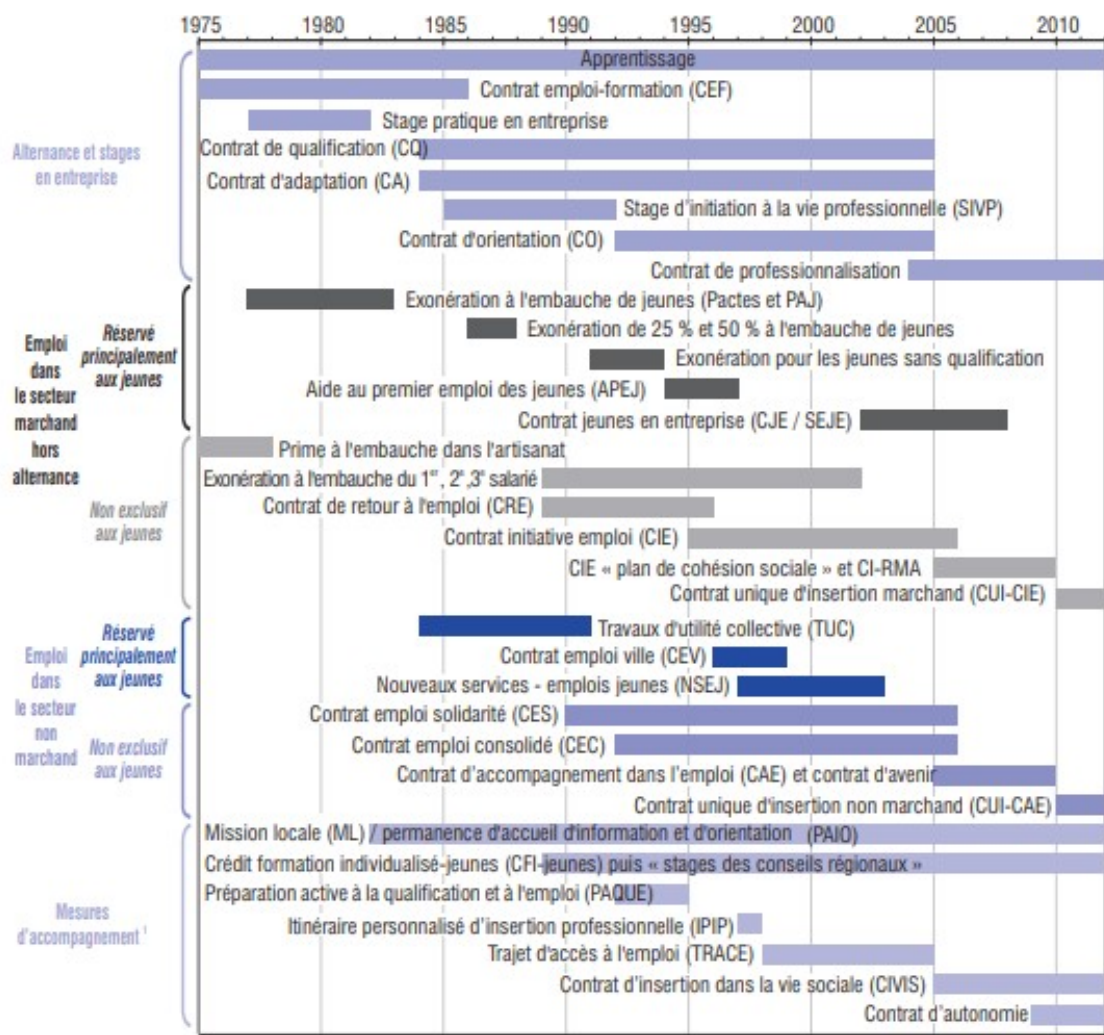 1975 1980 1985 1990 1995 2000 2005 2010
Alternance et stages
en entreprise
Apprentissage
Contrat emploi-formation (CEF)
Stage pratique en entreprise
Contrat de qualification (CQ)
Contrat d'adaptation (CA)
Stage d'initiation à la vie professionnelle (SIVP)
Contrat d'orientation (CO)
Contrat de professionnalisation
Emploi
dans
le secteur
marchand
hors
alternance
Réservé
principalement
aux jeunes
Exonération à l'embauche de jeunes (Pactes et PAJ)
Exonération de 25 % et 50 % à l'embauche de jeunes
Exonération pour les jeunes sans qualification
Aide au premier emploi des jeunes (APEJ)
Contrat jeunes en entreprise (CJE / SEJE)
Non exclusif
aux jeunes
Prime à l'embauche dans l'artisanat
Exonération à l'embauche du 1er, 2e, 3e salarié
Contrat de retour à l'emploi (CRE)
Contrat initiative emploi (CIE)
CIE « plan de cohésion sociale » et CI-RMA
Contrat unique d'insertion marchand (CUI-CIE)
Emploi
dans
le secteur
non
marchand
Réservé
principalement
aux jeunes
Travaux d'utilité collective (TUC)
Contrat emploi ville (CEV)
Nouveaux services - emplois jeunes (NSEJ)
Non exclusif
aux jeunes
Contrat emploi solidarité (CES)
Contrat emploi consolidé (CEC)
Contrat d'accompagnement dans l'emploi (CAE) et contrat d'avenir
Contrat unique d'insertion non marchand (CUI-CAE)
Mesures
d'accompagnement 1
Mission locale (ML) / permanence d'accueil d'information et d'orientation (PAIO)
Crédit formation individualisé-jeunes (CFI-jeunes) puis « stages des conseils régionaux »
Préparation active à la qualification et à l'emploi (PAQUE)
Itinéraire personnalisé d'insertion professionnelle (IPIP)
Trajet d'accès à l'emploi (TRACE)
Contrat d'insertion dans la vie sociale (CIVIS)
Contrat d'autonomie